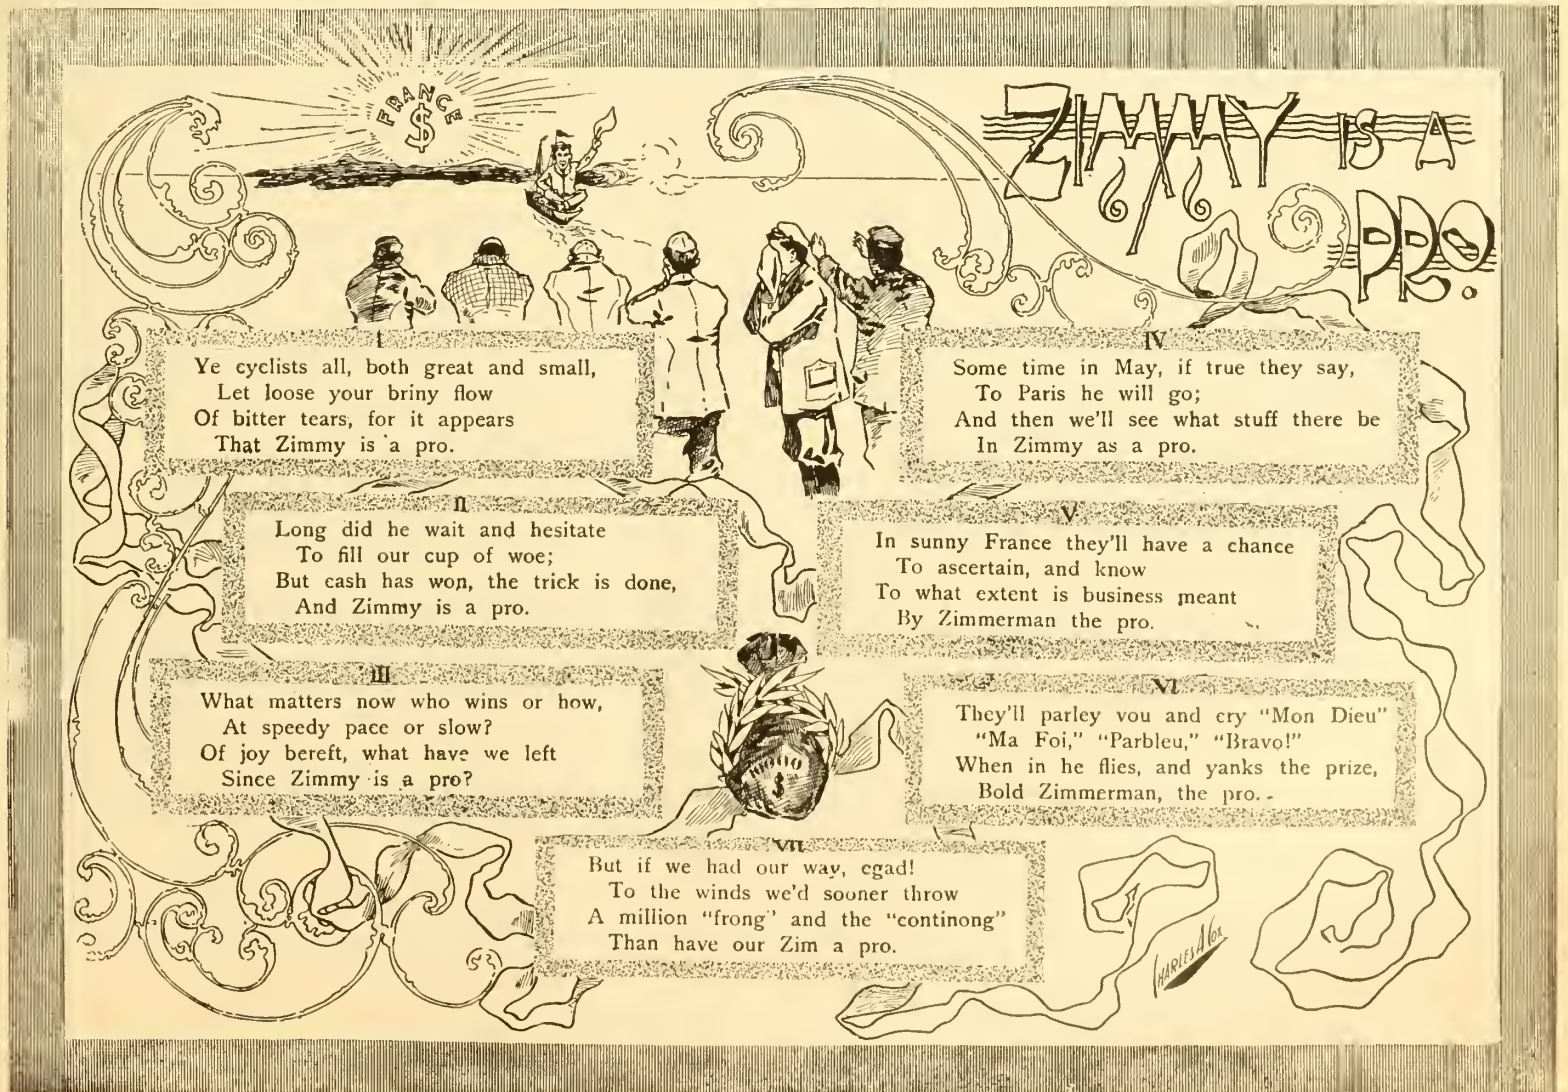 FRANCE
$
ZIMMY IS A
PRO.
I
Ye cyclists all, both great and small,
Let loose your briny flow
Of bitter tears, for it appears
That Zimmy is a pro.
II
Long did he wait and hesitate
To fill our cup of woe;
But cash has won, the trick is done,
And Zimmy is a pro.
III
What matters now who wins or how,
At speedy pace or slow?
Of joy bereft, what have we left
Since Zimmy is a pro?
IV
Some time in May, if true they say,
To Paris he will go;
And then we'll see what stuff there be
In Zimmy as a pro.
V
In sunny France they'll have a chance
To ascertain, and know
To what extent is business meant
By Zimmerman the pro.
VI
They'll parley vou and cry "Mon Dieu"
"Ma Foi," "Parbleu," "Bravo!"
When in he flies, and yanks the prize,
Bold Zimmerman, the pro.
$
VII
But if we had our way, egad!
To the winds we'd sooner throw
A million "frong" and the "continong"
Than have our Zim a pro.
CHARLES A